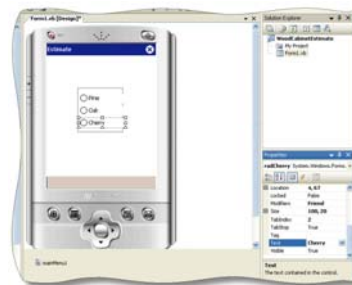 Form1.vb [Design]*
Estimate
Pine
Oak
Cherry
mainMenu1
Solution Explorer
WoodCabinetEstimate
My Project
Form1.vb
Properties
radCherry System.Windows.Forms.
Location 4, 67
Locked False
Modifiers Friend
Size 100, 20
TabIndex 2
TabStop True
Tag
Text Cherry
Visible True
Text
The text contained in the control.